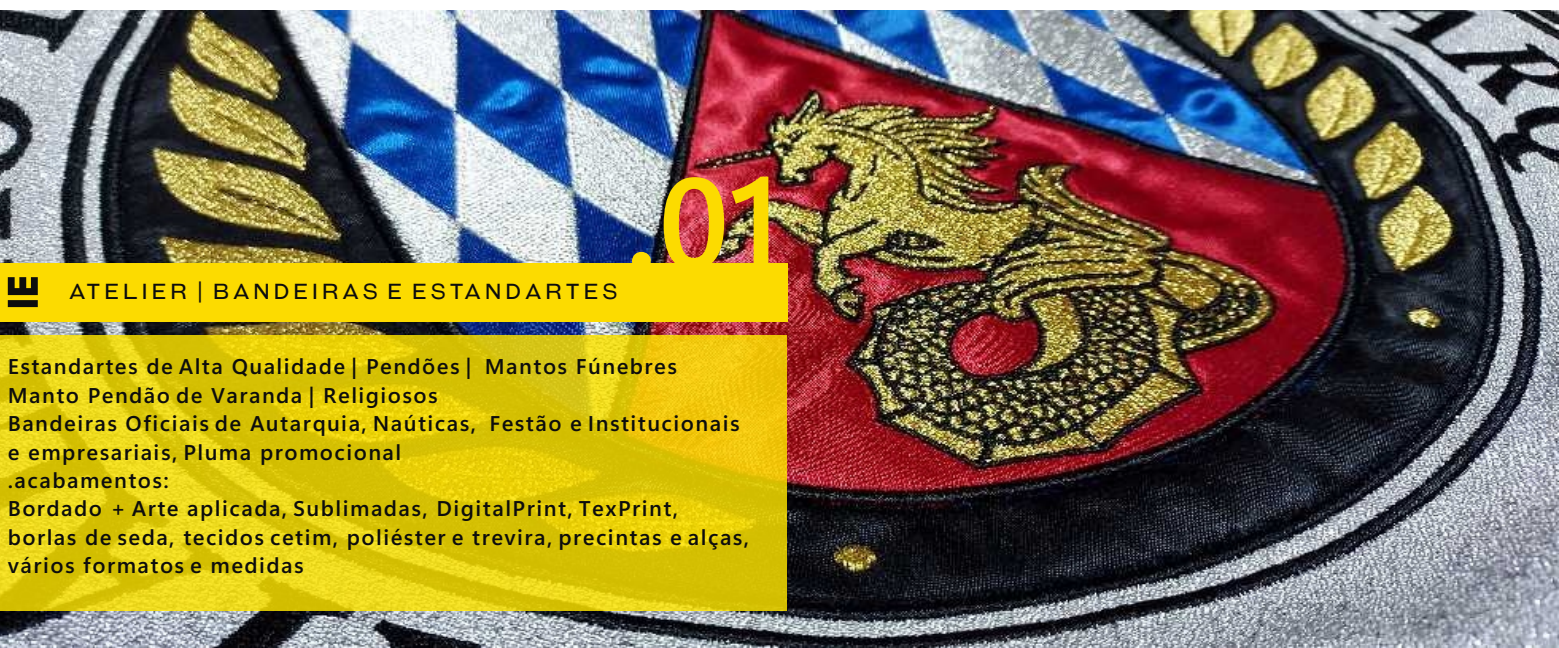 .01
ATELIER | BANDEIRAS E ESTANDARTES
Estandartes de Alta Qualidade | Pendões | Mantos Fúnebres
Manto Pendão de Varanda | Religiosos
Bandeiras Oficiais de Autarquia, Naúticas, Festão e Institucionais
e empresariais, Pluma promocional
.acabamentos:
Bordado + Arte aplicada, Sublimadas, DigitalPrint, TexPrint,
borlas de seda, tecidos cetim, poliéster e trevira, precintas e alças,
vários formatos e medidas